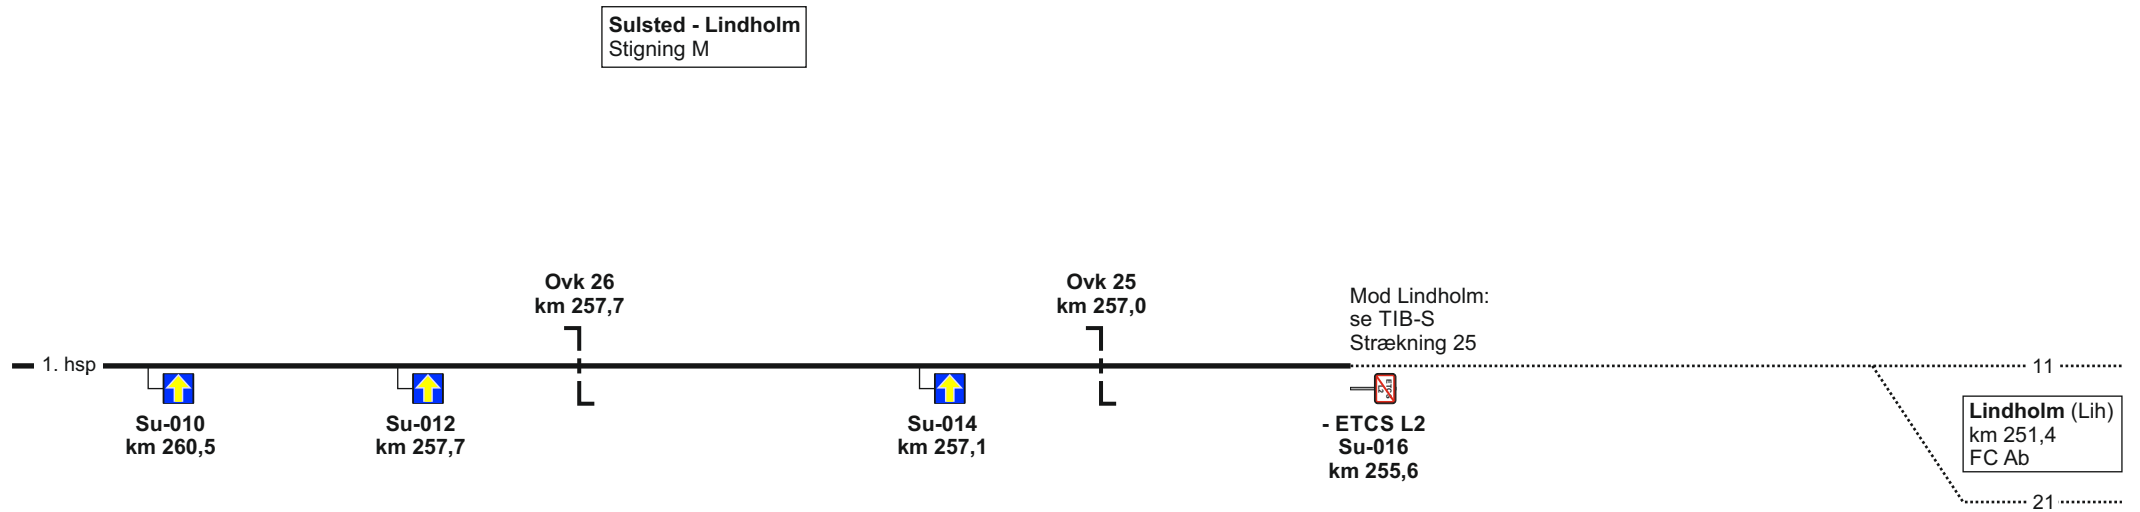 Sulsted - Lindholm
Stigning M
Ovk 26
km 257,7
Ovk 25
km 257,0
Mod Lindholm:
se TIB-S
Strækning 25
1. hsp
11
Su-010
km 260,5
Su-012
km 257,7
Su-014
km 257,1
ETCS
L2
- ETCS L2
Su-016
km 255,6
Lindholm (Lih)
km 251,4
FC Ab
21